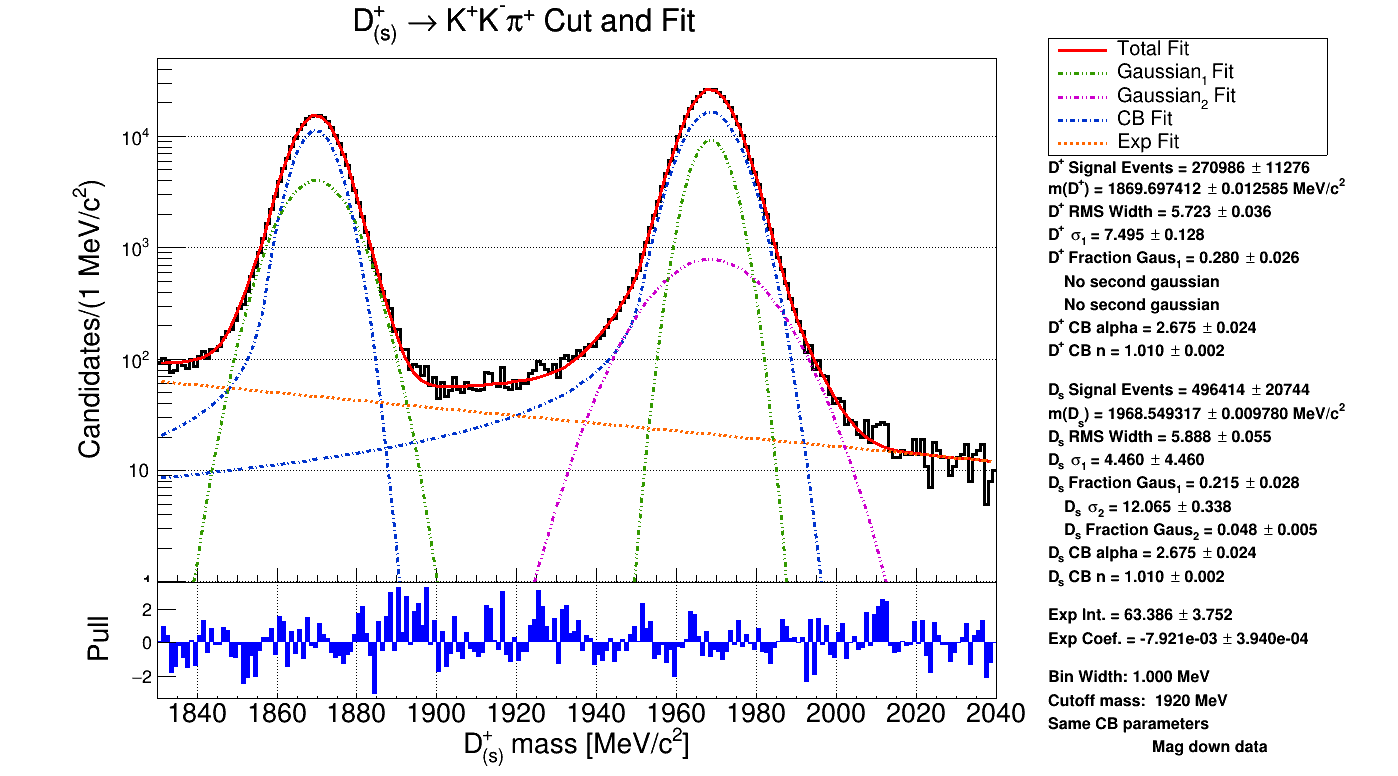 D⁺₍ₛ₎ → K⁺K⁻π⁺ Cut and Fit
Total Fit
Gaussian₁ Fit
Gaussian₂ Fit
CB Fit
Exp Fit
D⁺ Signal Events = 270986 ± 11276
m(D⁺) = 1869.697412 ± 0.012585 MeV/c²
D⁺ RMS Width = 5.723 ± 0.036
D⁺ σ₁ = 7.495 ± 0.128
D⁺ Fraction Gaus₁ = 0.280 ± 0.026
No second gaussian
No second gaussian
D⁺ CB alpha = 2.675 ± 0.024
D⁺ CB n = 1.010 ± 0.002
Dₛ Signal Events = 496414 ± 20744
m(Dₛ) = 1968.549317 ± 0.009780 MeV/c²
Dₛ RMS Width = 5.888 ± 0.055
Dₛ σ₁ = 4.460 ± 4.460
Dₛ Fraction Gaus₁ = 0.215 ± 0.028
Dₛ σ₂ = 12.065 ± 0.338
Dₛ Fraction Gaus₂ = 0.048 ± 0.005
Dₛ CB alpha = 2.675 ± 0.024
Dₛ CB n = 1.010 ± 0.002
Exp Int. = 63.386 ± 3.752
Exp Coef. = -7.921e-03 ± 3.940e-04
Bin Width: 1.000 MeV
Cutoff mass: 1920 MeV
Same CB parameters
Mag down data
Candidates/(1 MeV/c²)
10⁴
10³
10²
10
1
Pull
2
0
−2
1840 1860 1880 1900 1920 1940 1960 1980 2000 2020 2040
D⁺₍ₛ₎ mass [MeV/c²]